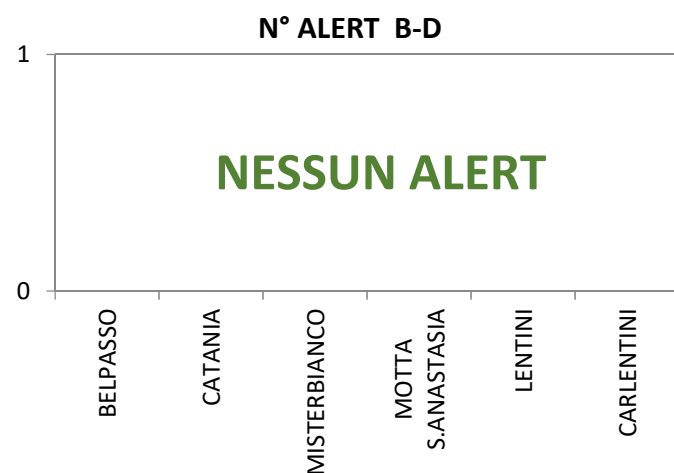 N° ALERT B-D
1
NESSUN ALERT
0
BELPASSO
CATANIA
MISTERBIANCO
MOTTA
S.ANASTASIA
LENTINI
CARLENTINI